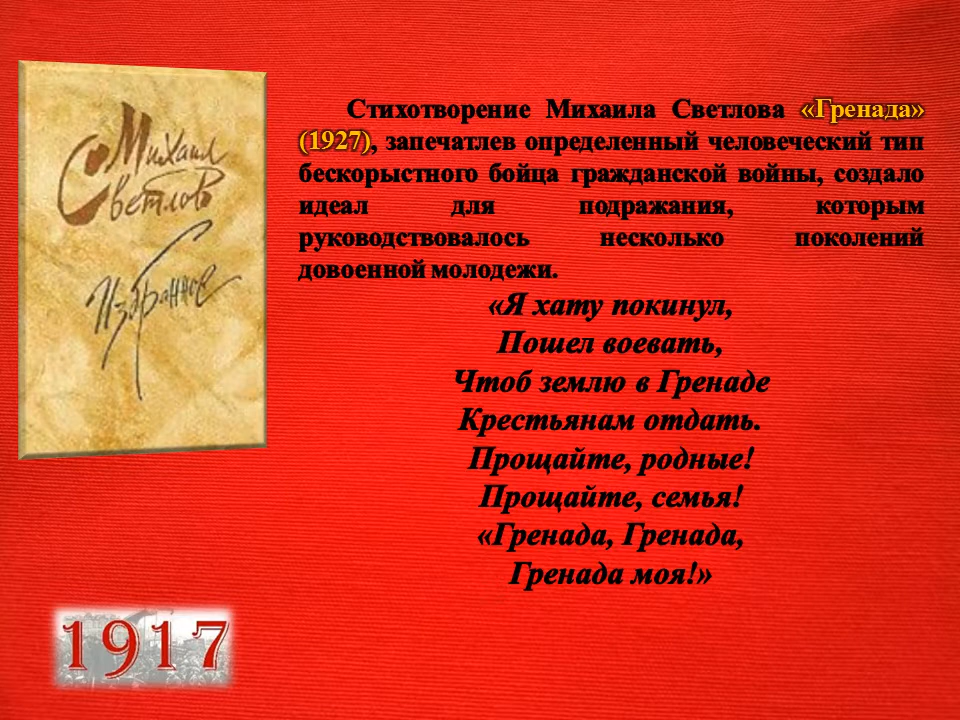 Михаил
Светлов
Избранное
Стихотворение Михаила Светлова «Гренада»
(1927), запечатлев определенный человеческий тип
бескорыстного бойца гражданской войны, создало
идеал для подражания, которым
руководствовалось несколько поколений
довоенной молодежи.
«Я хату покинул,
Пошел воевать,
Чтоб землю в Гренаде
Крестьянам отдать.
Прощайте, родные!
Прощайте, семья!
«Гренада, Гренада,
Гренада моя!»
1917